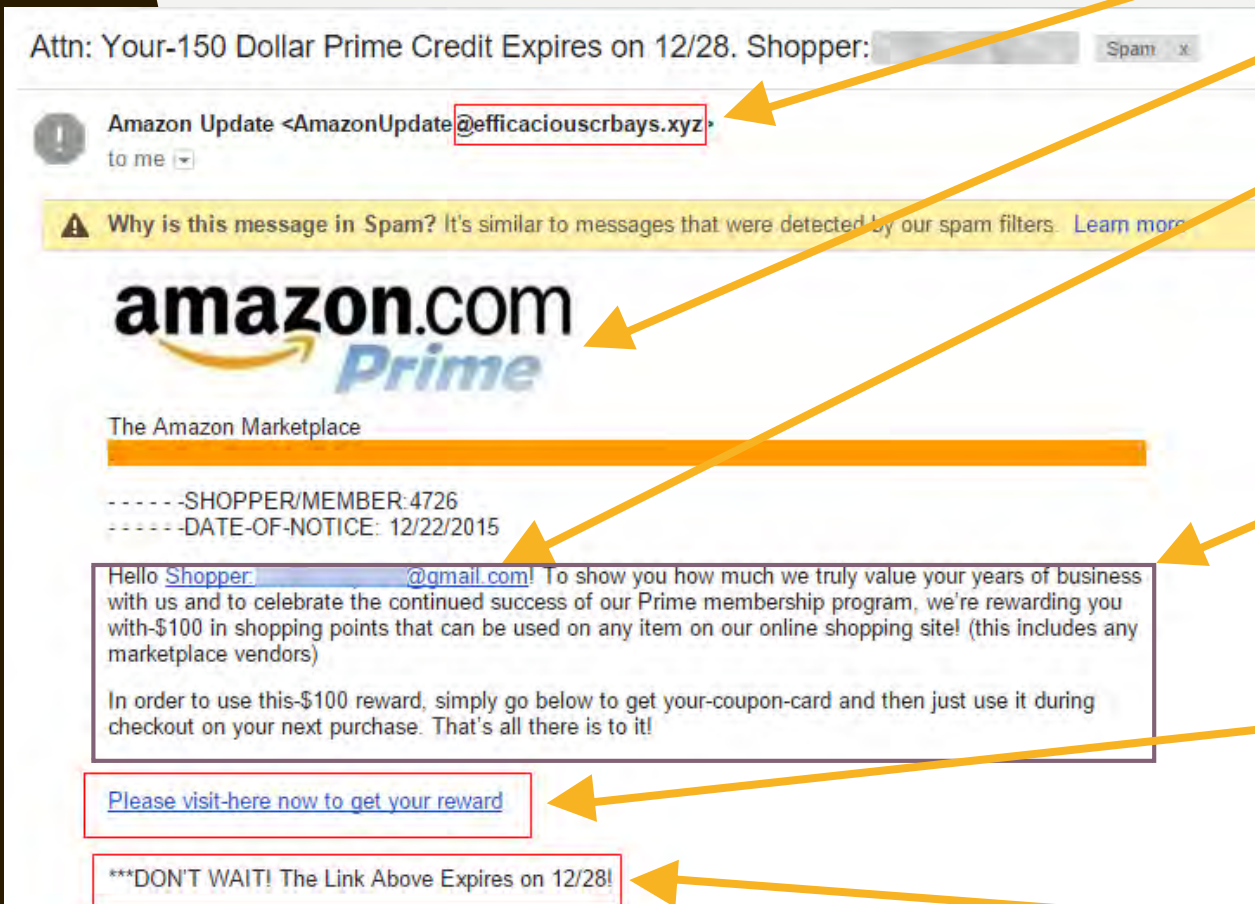 Attn: Your-150 Dollar Prime Credit Expires on 12/28. Shopper:
Spam x
Amazon Update <AmazonUpdate@efficaciouscrbays.xyz>
to me
Why is this message in Spam? It's similar to messages that were detected by our spam filters. Learn more
amazon.com
Prime
The Amazon Marketplace
- - - - - -SHOPPER/MEMBER:4726
- - - - - -DATE-OF-NOTICE: 12/22/2015
Hello Shopper: @gmail.com! To show you how much we truly value your years of business
with us and to celebrate the continued success of our Prime membership program, we're rewarding you
with-$100 in shopping points that can be used on any item on our online shopping site! (this includes any
marketplace vendors)
In order to use this-$100 reward, simply go below to get your-coupon-card and then just use it during
checkout on your next purchase. That's all there is to it!
Please visit-here now to get your reward
***DON'T WAIT! The Link Above Expires on 12/28!